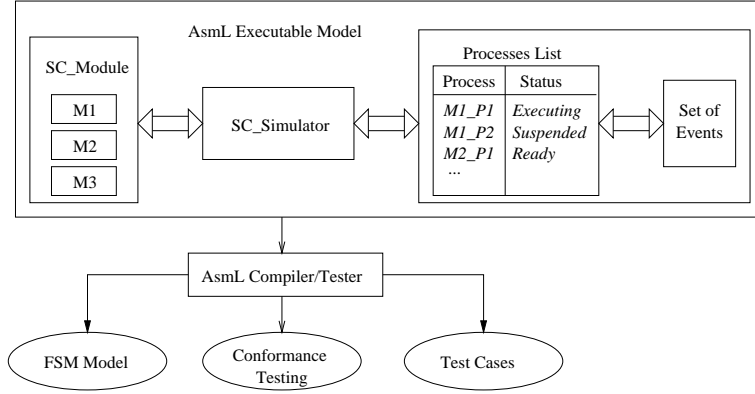 AsmL Executable Model
SC_Module
M1
M2
M3
SC_Simulator
Processes List
Process Status
M1_P1 Executing
M1_P2 Suspended
M2_P1 Ready
...
Set of
Events
AsmL Compiler/Tester
FSM Model
Conformance
Testing
Test Cases